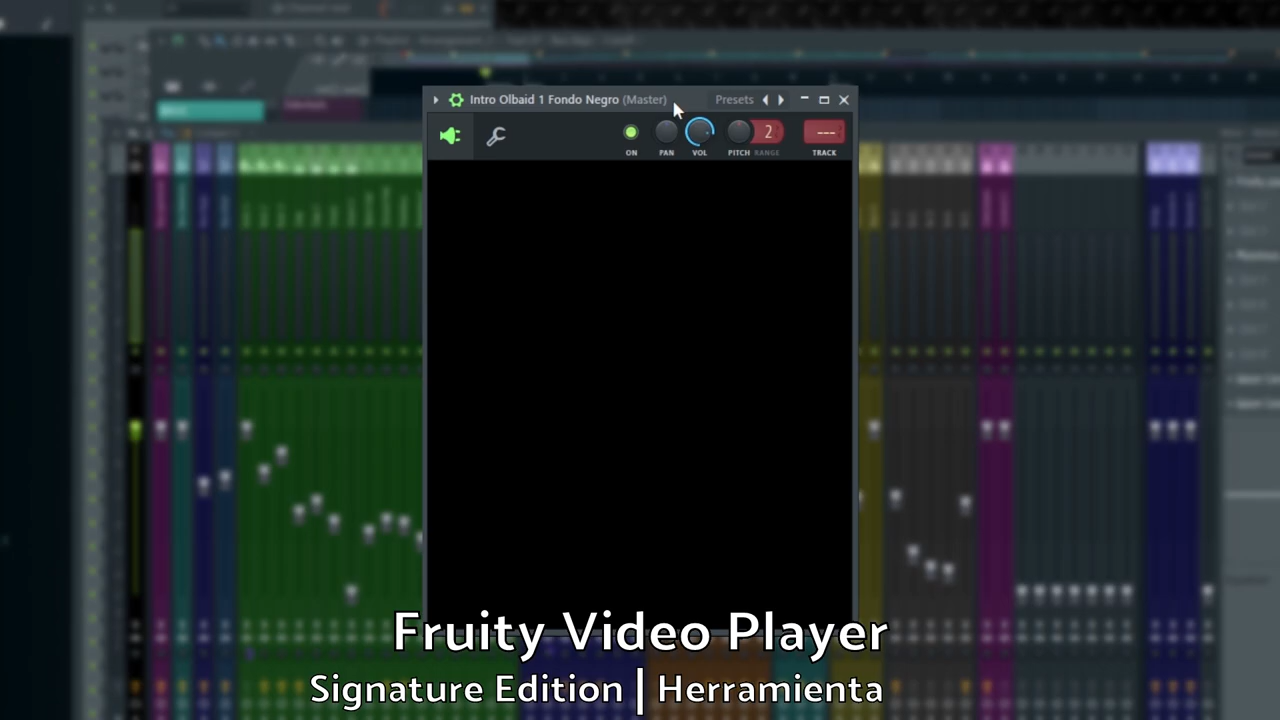 Intro Olbaid 1 Fondo Negro (Master)
Presets
2
---
ON
PAN
VOL
PITCH
RANGE
TRACK
Fruity Video Player
Signature Edition | Herramienta